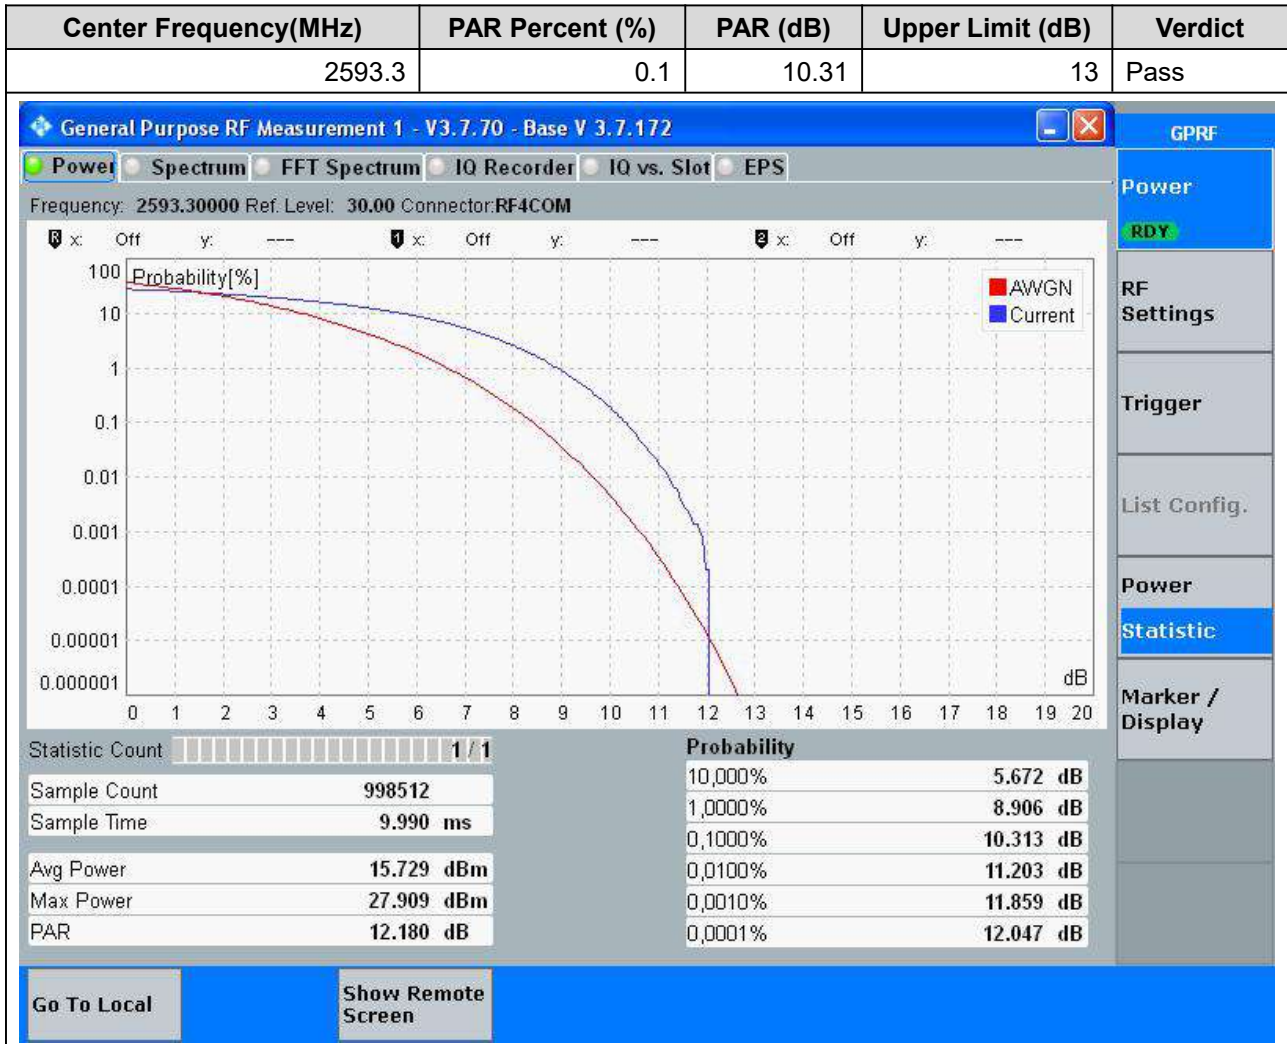 Center Frequency(MHz) PAR Percent (%) PAR (dB) Upper Limit (dB) Verdict
2593.3 0.1 10.31 13 Pass
General Purpose RF Measurement 1 - V3.7.70 - Base V 3.7.172
GPRF
Power Spectrum FFT Spectrum IQ Recorder IQ vs. Slot EPS
Frequency: 2593.30000 Ref. Level: 30.00 Connector:RF4COM
R x: Off y: --- 1 x: Off y: --- 2 x: Off y: ---
Probability[%]
AWGN
Current
100
10
1
0.1
0.01
0.001
0.0001
0.00001
0.000001
dB
0 1 2 3 4 5 6 7 8 9 10 11 12 13 14 15 16 17 18 19 20
Statistic Count 1 / 1
Sample Count 998512
Sample Time 9.990 ms
Avg Power 15.729 dBm
Max Power 27.909 dBm
PAR 12.180 dB
Probability
10,000% 5.672 dB
1,0000% 8.906 dB
0,1000% 10.313 dB
0,0100% 11.203 dB
0,0010% 11.859 dB
0,0001% 12.047 dB
Power
RDY
RF
Settings
Trigger
List Config.
Power
Statistic
Marker /
Display
Go To Local
Show Remote
Screen